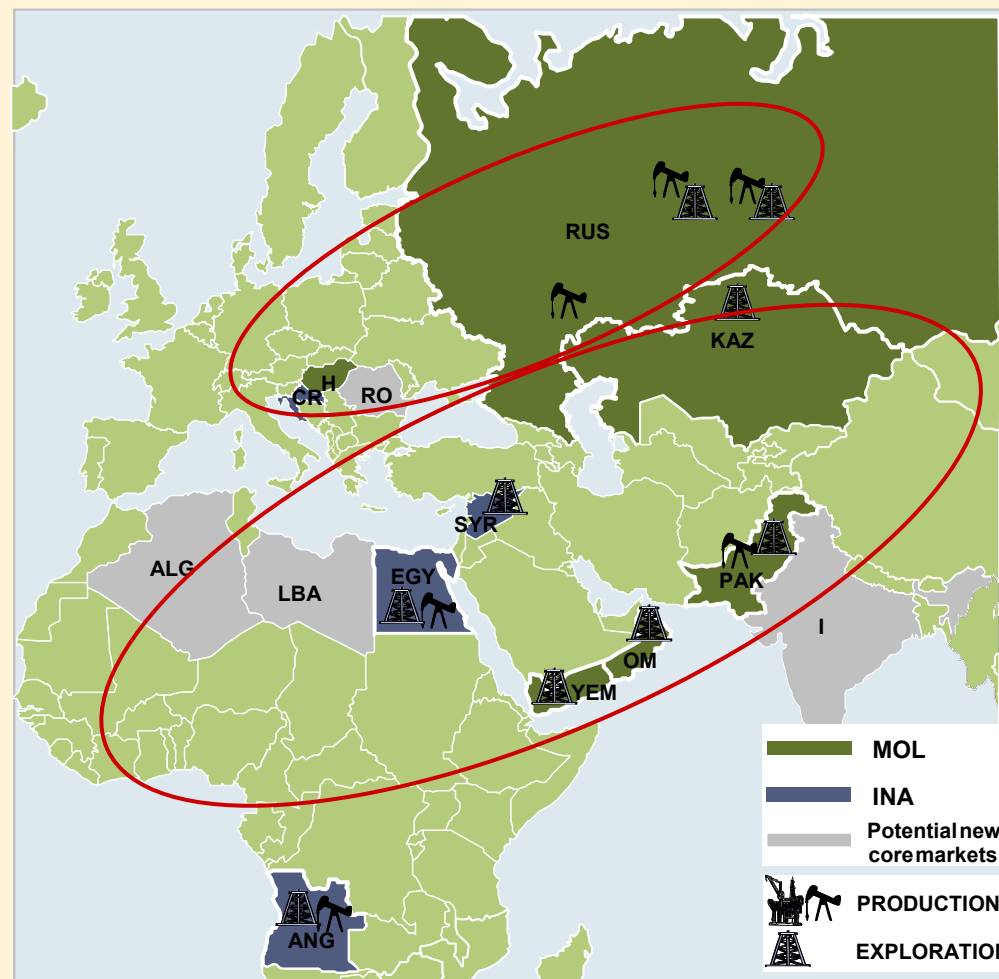 RUS
KAZ
H
CR
RO
SYR
ALG
EGY
LBA
PAK
I
OM
YEM
MOL
INA
Potential new
core markets
PRODUCTION
EXPLORATION
ANG